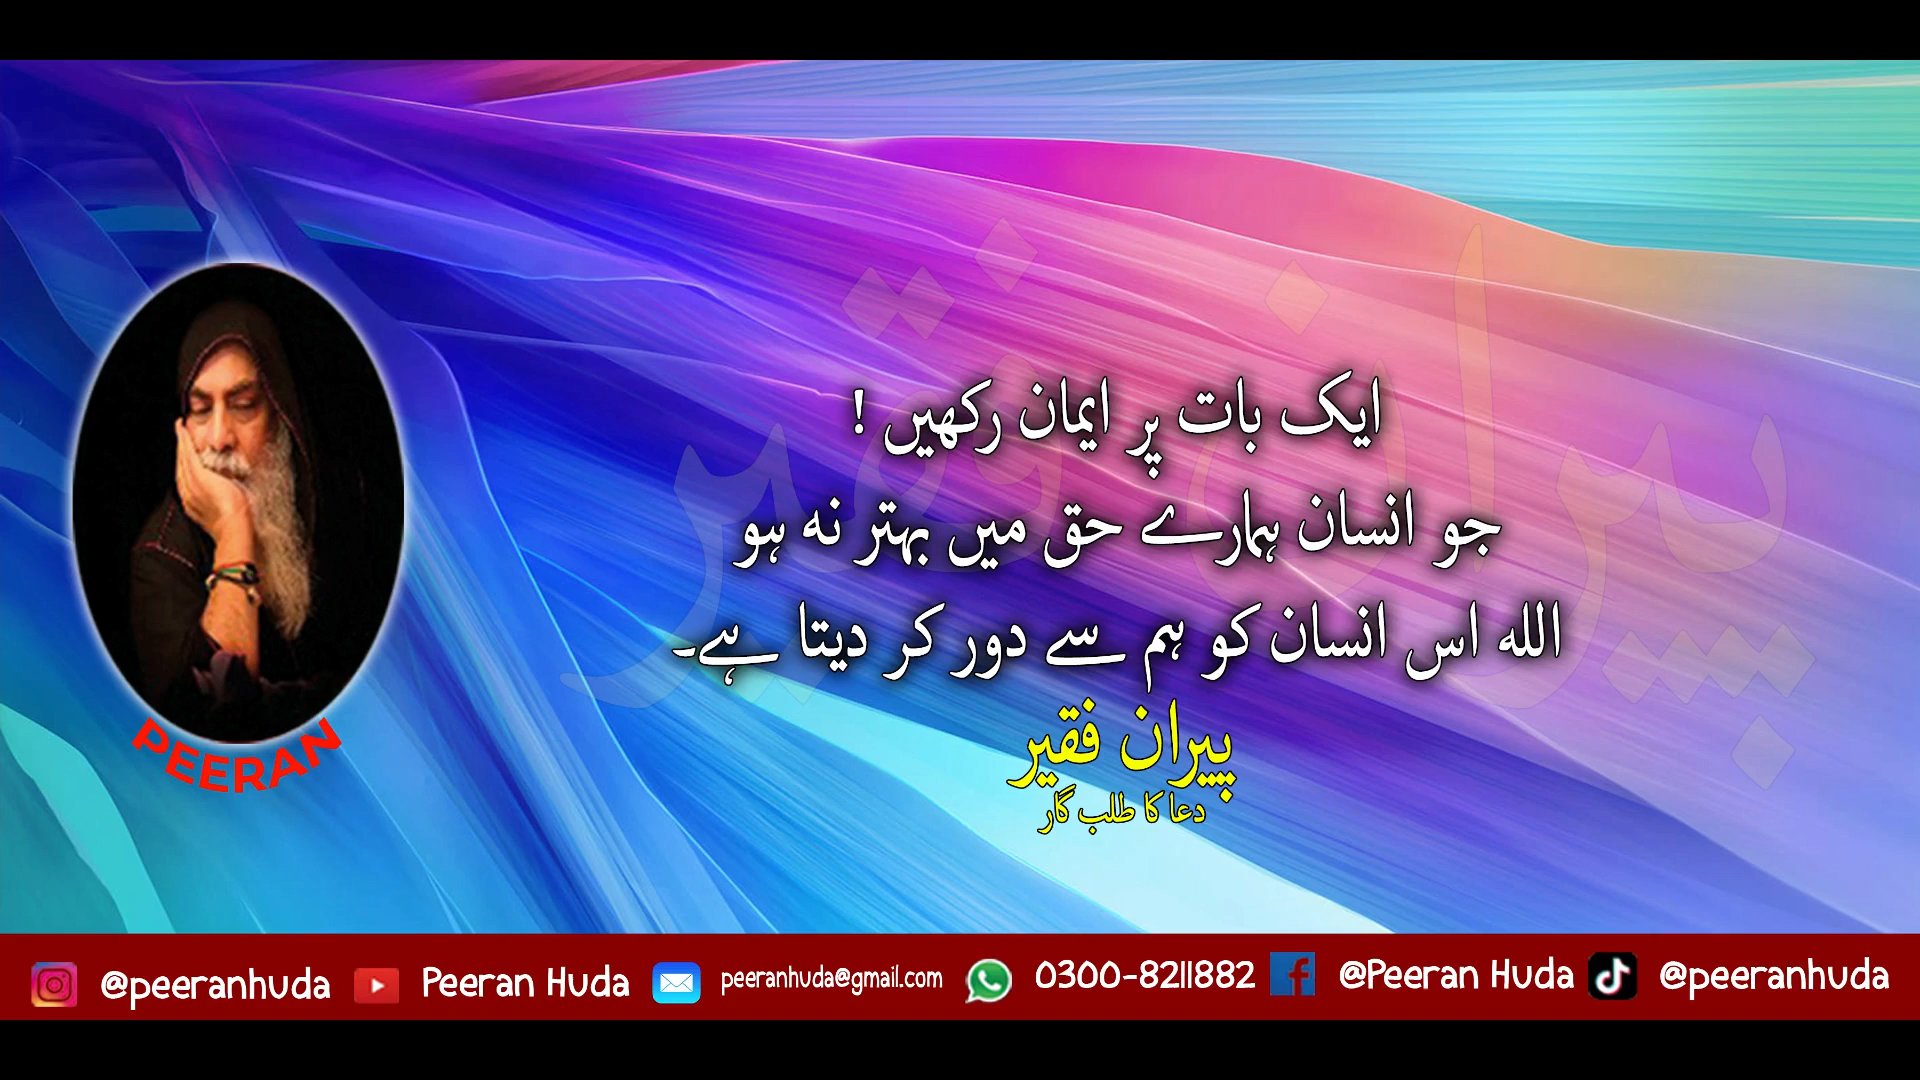 ایک بات پر ایمان رکھیں !
جو انسان ہمارے حق میں بہتر نہ ہو
اللہ اس انسان کو ہم سے دور کر دیتا ہے۔
پیران فقیر
دعا کا طلب گار
پیران فقیر
PEERAN
@peeranhuda Peeran Huda peeranhuda@gmail.com 0300-8211882 @Peeran Huda @peeranhuda